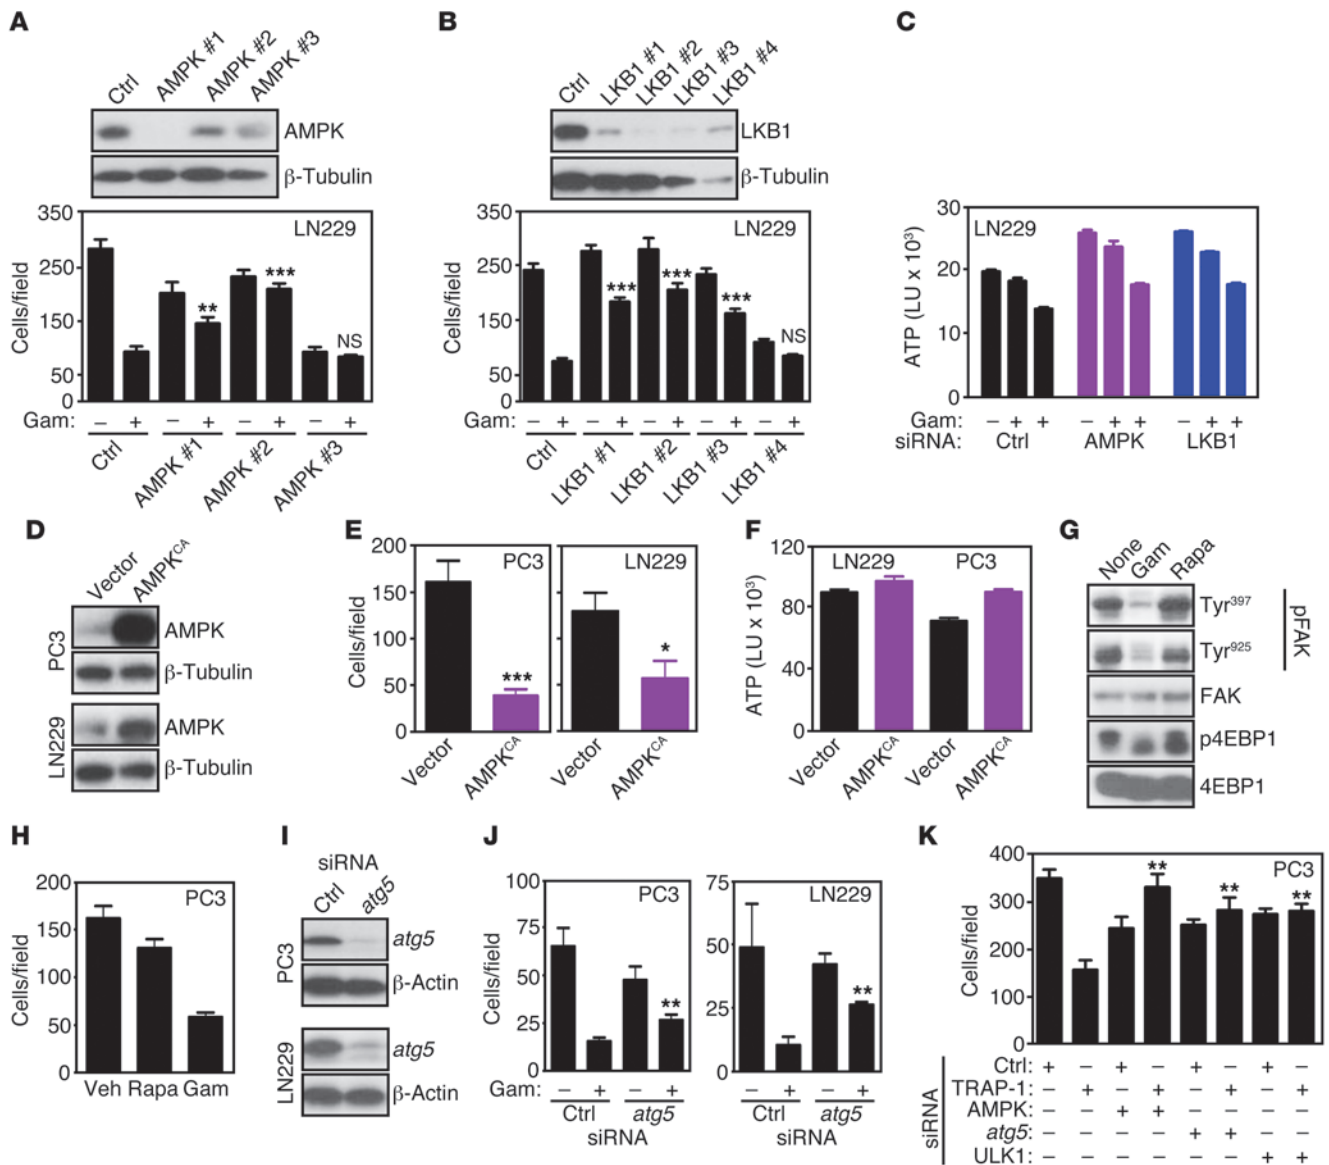 A
Ctrl
AMPK #1
AMPK #2
AMPK #3
AMPK
β-Tubulin
350
250
150
50
0
Cells/field
LN229
**
***
NS
Gam:
– + – + – + – +
Ctrl
AMPK #1
AMPK #2
AMPK #3
B
Ctrl
LKB1 #1
LKB1 #2
LKB1 #3
LKB1 #4
LKB1
β-Tubulin
350
250
150
50
0
Cells/field
LN229
***
***
***
NS
Gam:
– + – + – + – + – +
Ctrl
LKB1 #1
LKB1 #2
LKB1 #3
LKB1 #4
C
30
20
10
0
ATP (LU x 10³)
LN229
Gam: – + + – + + – + +
siRNA: Ctrl AMPK LKB1
D
Vector
AMPKᶜᴬ
PC3
AMPK
β-Tubulin
LN229
AMPK
β-Tubulin
E
200
150
100
50
0
Cells/field
PC3
***
Vector
AMPKᶜᴬ
LN229
*
Vector
AMPKᶜᴬ
F
120
80
40
0
ATP (LU x 10³)
LN229 PC3
Vector
AMPKᶜᴬ
Vector
AMPKᶜᴬ
G
None
Gam
Rapa
Tyr³⁹⁷
Tyr⁹²⁵
pFAK
FAK
p4EBP1
4EBP1
H
200
150
100
50
0
Cells/field
PC3
Veh Rapa Gam
I
siRNA
Ctrl
atg5
PC3
atg5
β-Actin
LN229
atg5
β-Actin
J
100
75
50
25
0
Cells/field
PC3
**
Gam: – + – +
Ctrl atg5
siRNA
75
50
25
0
LN229
**
– + – +
Ctrl atg5
siRNA
K
400
300
200
100
0
Cells/field
PC3
**
**
**
siRNA
Ctrl: + – + – + – + –
TRAP-1: – + – + – + – +
AMPK: – – + + – – – –
atg5: – – – – + + – –
ULK1: – – – – – – + +